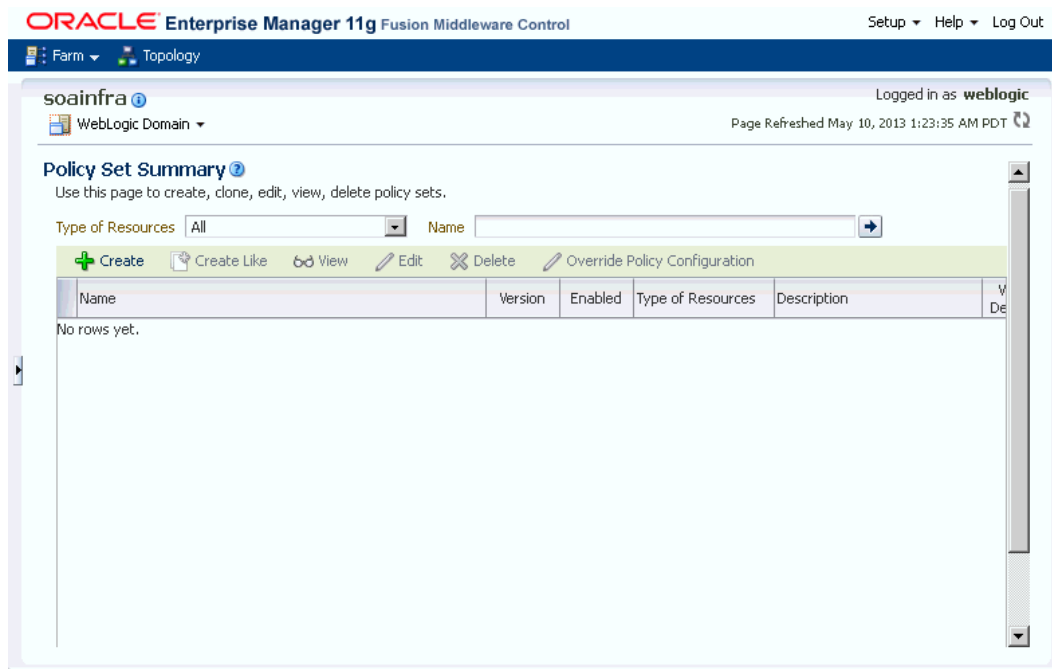 ORACLE Enterprise Manager 11g Fusion Middleware Control
Setup Help Log Out
Farm Topology
soainfra
Logged in as weblogic
WebLogic Domain
Page Refreshed May 10, 2013 1:23:35 AM PDT
Policy Set Summary
Use this page to create, clone, edit, view, delete policy sets.
Type of Resources All Name
Create Create Like View Edit Delete Override Policy Configuration
Name Version Enabled Type of Resources Description
No rows yet.